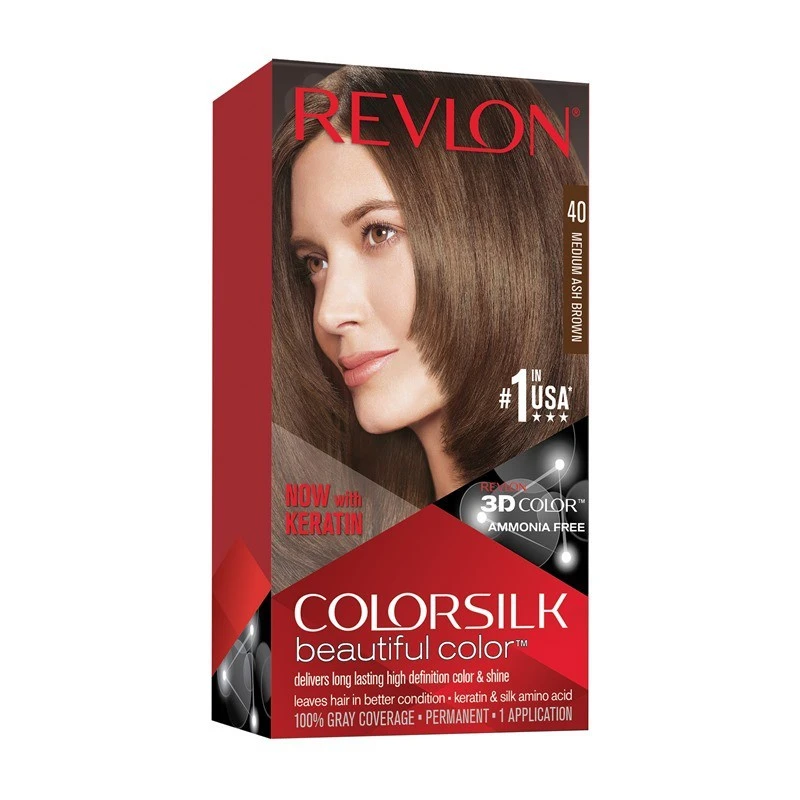 REVLON®
40
MEDIUM ASH BROWN
#1 IN USA*
NOW with
KERATIN
REVLON
3D COLOR™
AMMONIA FREE
COLORSILK
beautiful color™
delivers long lasting high definition color & shine
leaves hair in better condition • keratin & silk amino acid
100% GRAY COVERAGE • PERMANENT • 1 APPLICATION